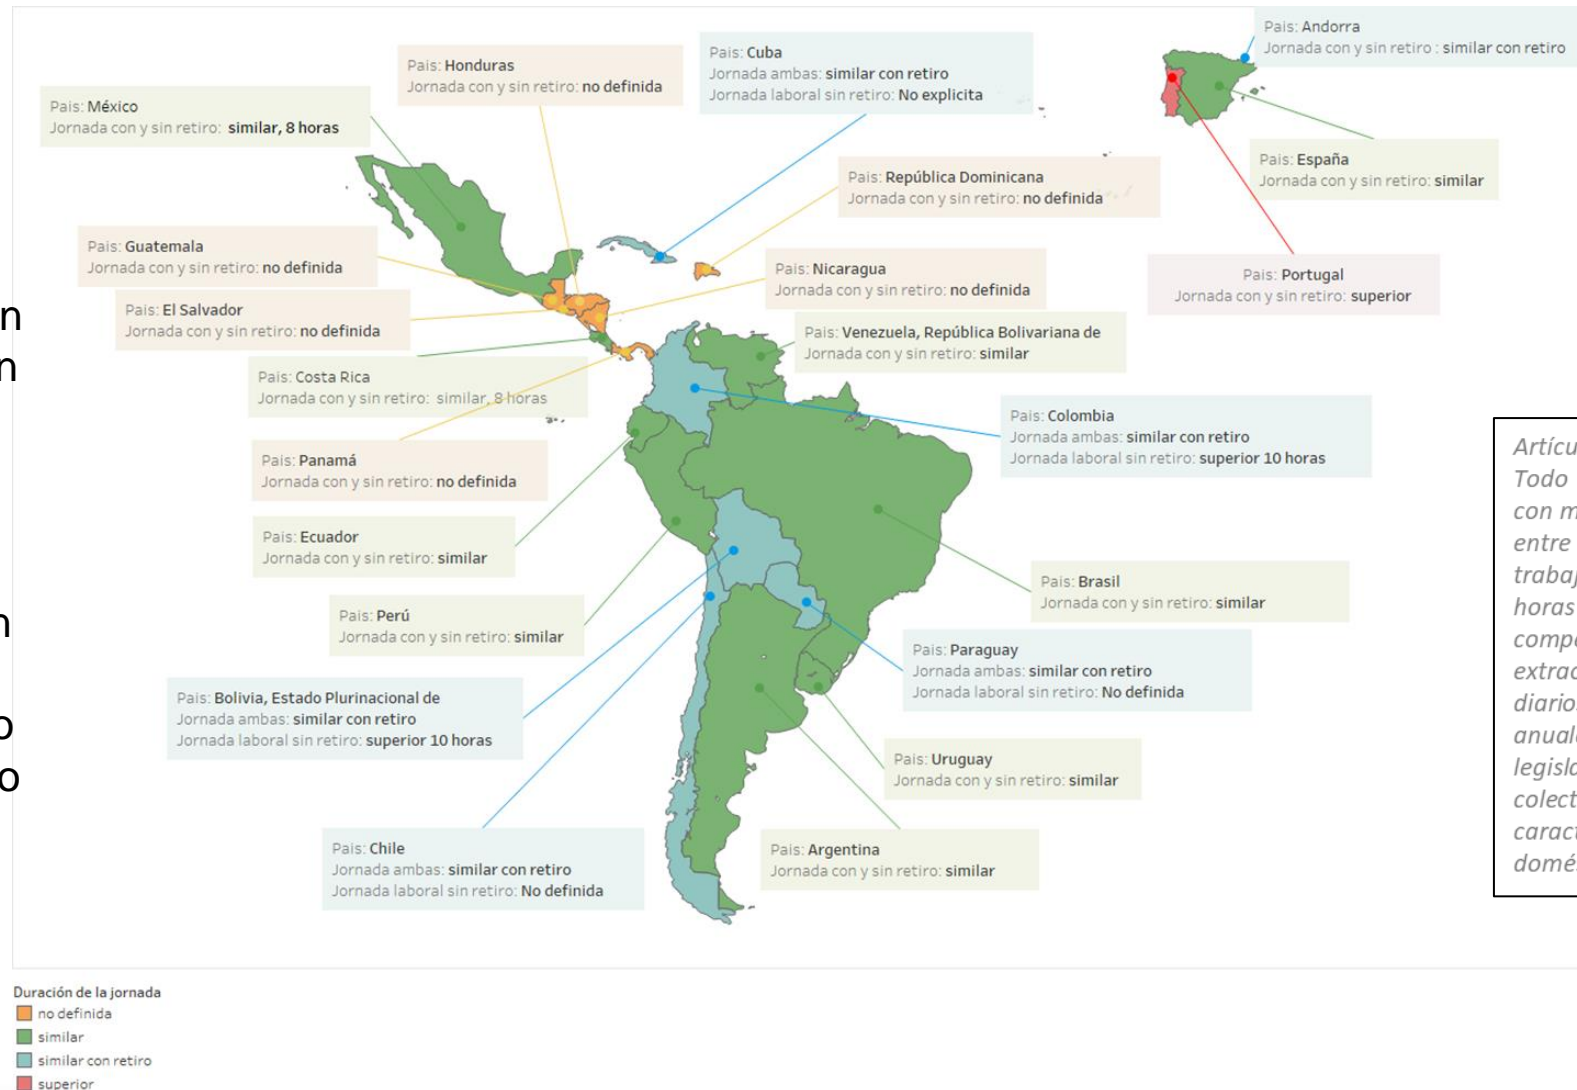 País: Andorra
Jornada con y sin retiro : similar con retiro
País: Cuba
Jornada ambas: similar con retiro
Jornada laboral sin retiro: No explicita
País: Honduras
Jornada con y sin retiro: no definida
País: México
Jornada con y sin retiro: similar, 8 horas
País: España
Jornada con y sin retiro: similar
País: República Dominicana
Jornada con y sin retiro: no definida
País: Guatemala
Jornada con y sin retiro: no definida
País: Nicaragua
Jornada con y sin retiro: no definida
País: Portugal
Jornada con y sin retiro: superior
País: El Salvador
Jornada con y sin retiro: no definida
País: Venezuela, República Bolivariana de
Jornada con y sin retiro: similar
País: Costa Rica
Jornada con y sin retiro: similar, 8 horas
País: Colombia
Jornada ambas: similar con retiro
Jornada laboral sin retiro: superior 10 horas
País: Panamá
Jornada con y sin retiro: no definida
País: Ecuador
Jornada con y sin retiro: similar
País: Brasil
Jornada con y sin retiro: similar
País: Perú
Jornada con y sin retiro: similar
País: Paraguay
Jornada ambas: similar con retiro
Jornada laboral sin retiro: No definida
País: Bolivia, Estado Plurinacional de
Jornada ambas: similar con retiro
Jornada laboral sin retiro: superior 10 horas
País: Uruguay
Jornada con y sin retiro: similar
País: Chile
Jornada ambas: similar con retiro
Jornada laboral sin retiro: No definida
País: Argentina
Jornada con y sin retiro: similar
n
n
n
o
o
Artícu
Todo
con m
entre
trabaj
horas
compe
extrac
diario
anual
legisla
colect
caract
domés
Duración de la jornada
no definida
similar
similar con retiro
superior